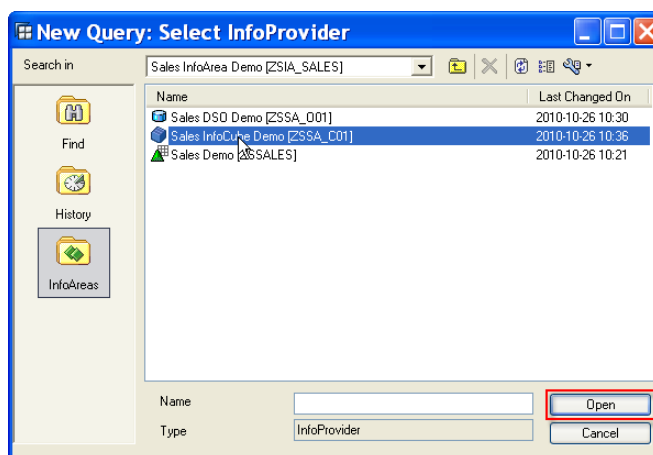 New Query: Select InfoProvider
Search in
Sales InfoArea Demo [ZSIA_SALES]
Name Last Changed On
Sales DSO Demo [ZSSA_O01] 2010-10-26 10:30
Sales InfoCube Demo [ZSSA_C01] 2010-10-26 10:36
Sales Demo [ZSSALES] 2010-10-26 10:21
Find
History
InfoAreas
Name
Open
Type InfoProvider
Cancel